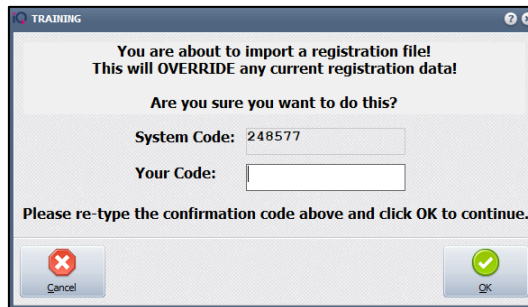 iQ TRAINING
You are about to import a registration file!
This will OVERRIDE any current registration data!
Are you sure you want to do this?
System Code: 248577
Your Code:
Please re-type the confirmation code above and click OK to continue.
Cancel
OK